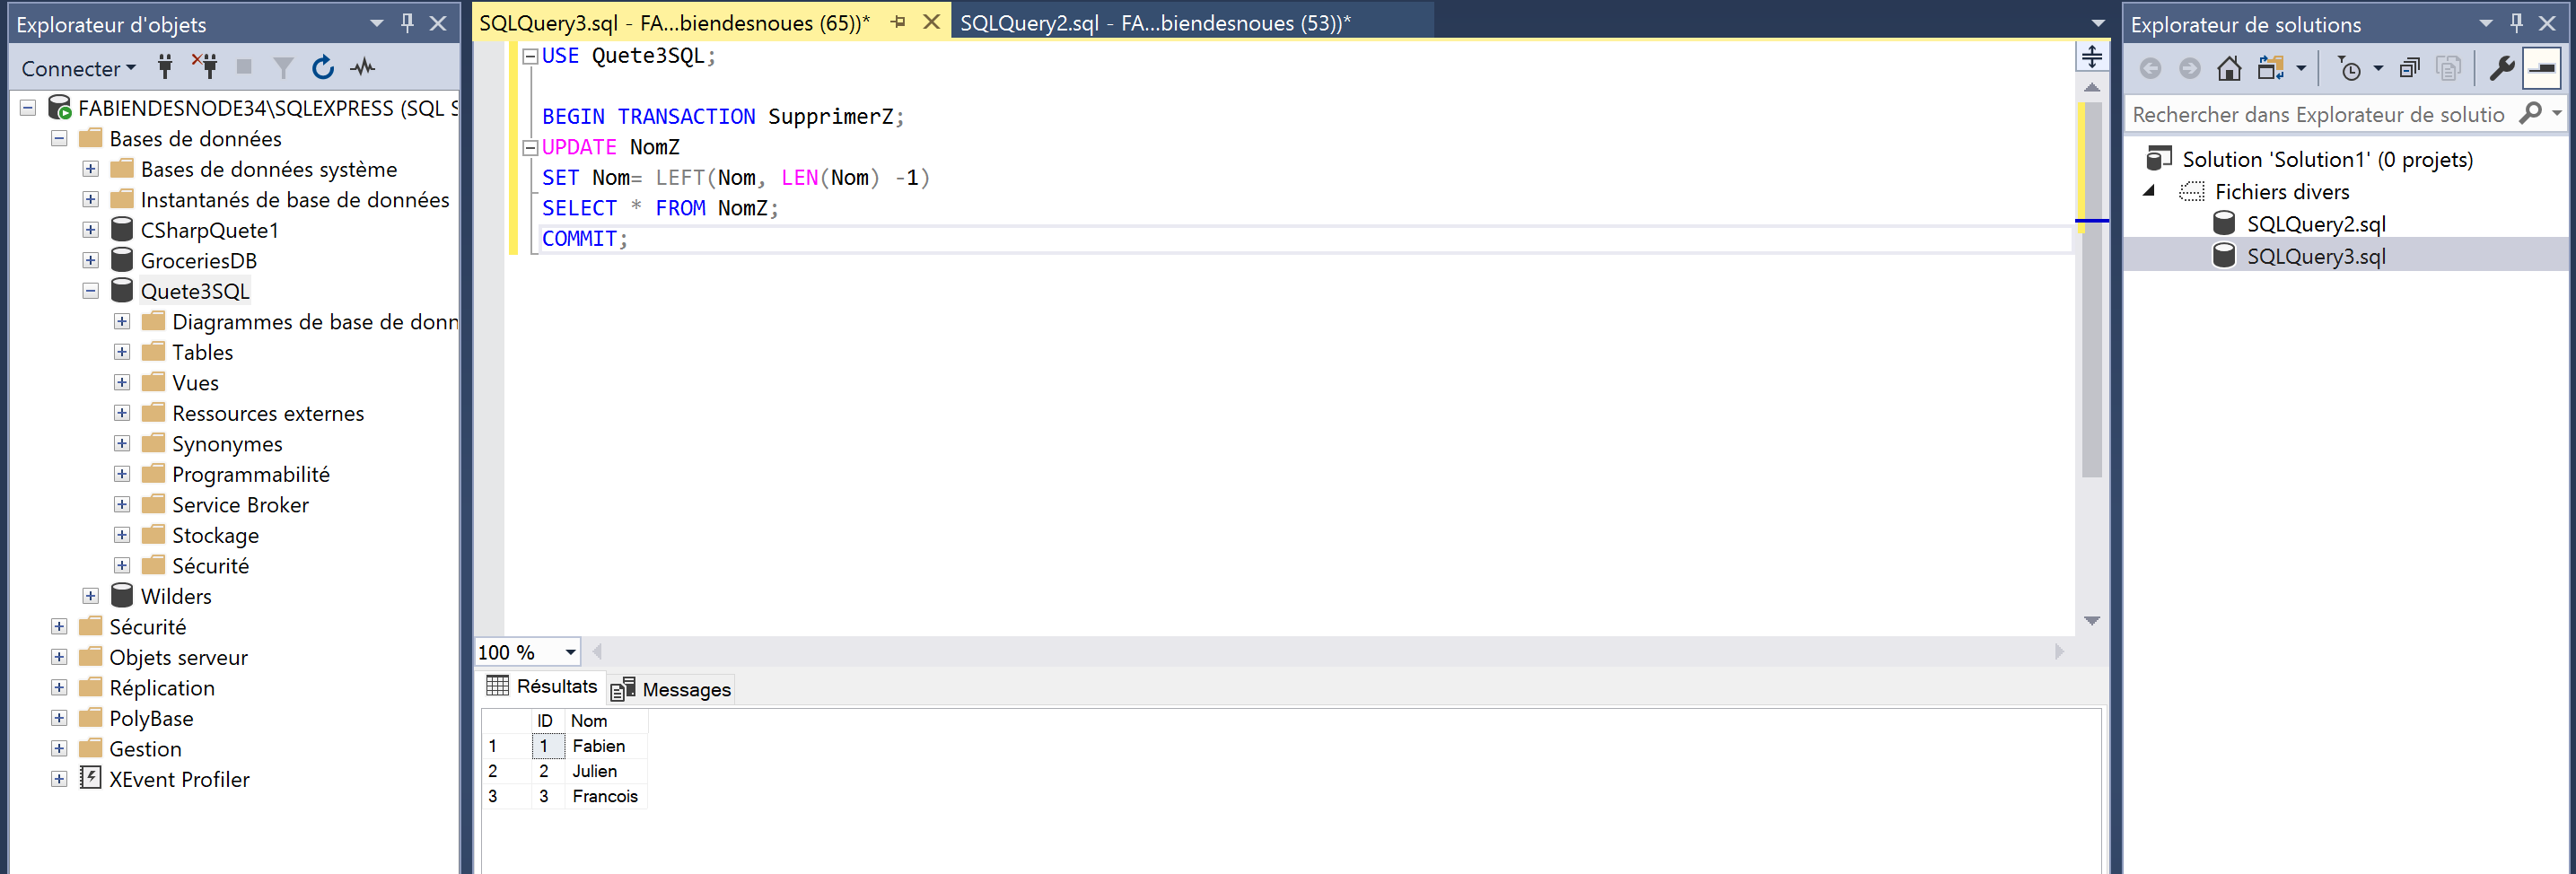 Explorateur d'objets
Connecter
FABIENDESNODE34\SQLEXPRESS (SQL S
Bases de données
Bases de données système
Instantanés de base de données
CSharpQuete1
GroceriesDB
Quete3SQL
Diagrammes de base de donn
Tables
Vues
Ressources externes
Synonymes
Programmabilité
Service Broker
Stockage
Sécurité
Wilders
Sécurité
Objets serveur
Réplication
PolyBase
Gestion
XEvent Profiler
SQLQuery3.sql - FA...biendesnoues (65))*
SQLQuery2.sql - FA...biendesnoues (53))*
USE Quete3SQL;
BEGIN TRANSACTION SupprimerZ;
UPDATE NomZ
SET Nom= LEFT(Nom, LEN(Nom) -1)
SELECT * FROM NomZ;
COMMIT;
100 %
Résultats
Messages
ID Nom
1 1 Fabien
2 2 Julien
3 3 Francois
Explorateur de solutions
Rechercher dans Explorateur de solutio
Solution 'Solution1' (0 projets)
Fichiers divers
SQLQuery2.sql
SQLQuery3.sql